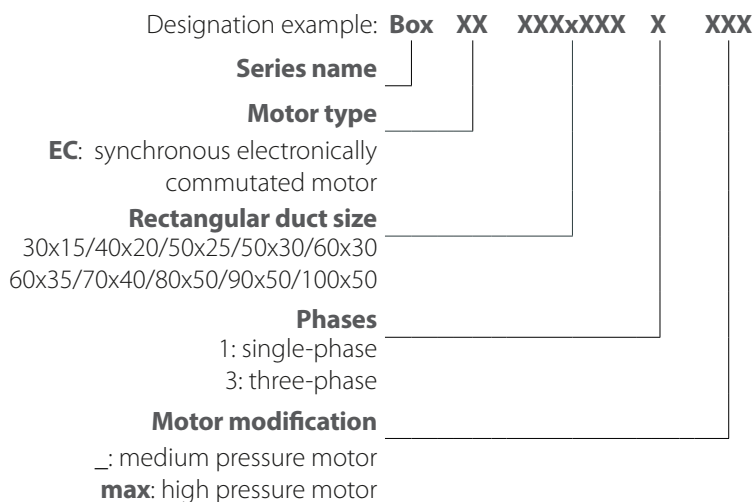 Designation example: Box XX XXXxXXX X XXX
Series name
Motor type
EC: synchronous electronically
commutated motor
Rectangular duct size
30x15/40x20/50x25/50x30/60x30
60x35/70x40/80x50/90x50/100x50
Phases
1: single-phase
3: three-phase
Motor modification
_: medium pressure motor
max: high pressure motor